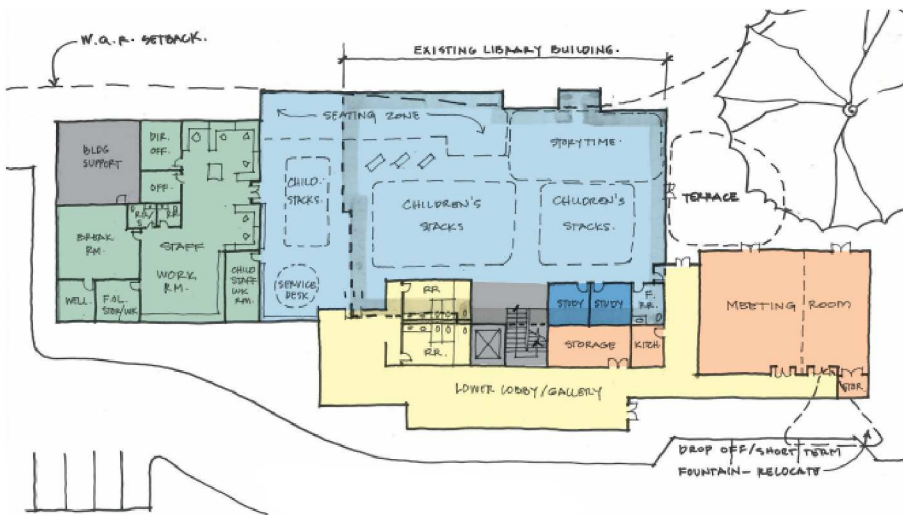 W.Q.R. SETBACK.
EXISTING LIBRARY BUILDING.
SEATING ZONE
STORYTIME.
BLDG
SUPPORT
DIR.
OFF.
OFF.
CHILD.
STACKS.
CHILDREN'S
STACKS
CHILDREN'S
STACKS.
TERRACE
BREAK
RM.
STAFF
WORK
RM.
CHILD
STAFF
WK
RM.
SERVICE
DESK
WELL.
F.O.L.
STOR/WK
RR
RR.
STUDY
STUDY
F.
RR.
MEETING ROOM
STORAGE
KITCH
STOR.
LOWER LOBBY/GALLERY
DROP OFF/SHORT TERM
FOUNTAIN - RELOCATE